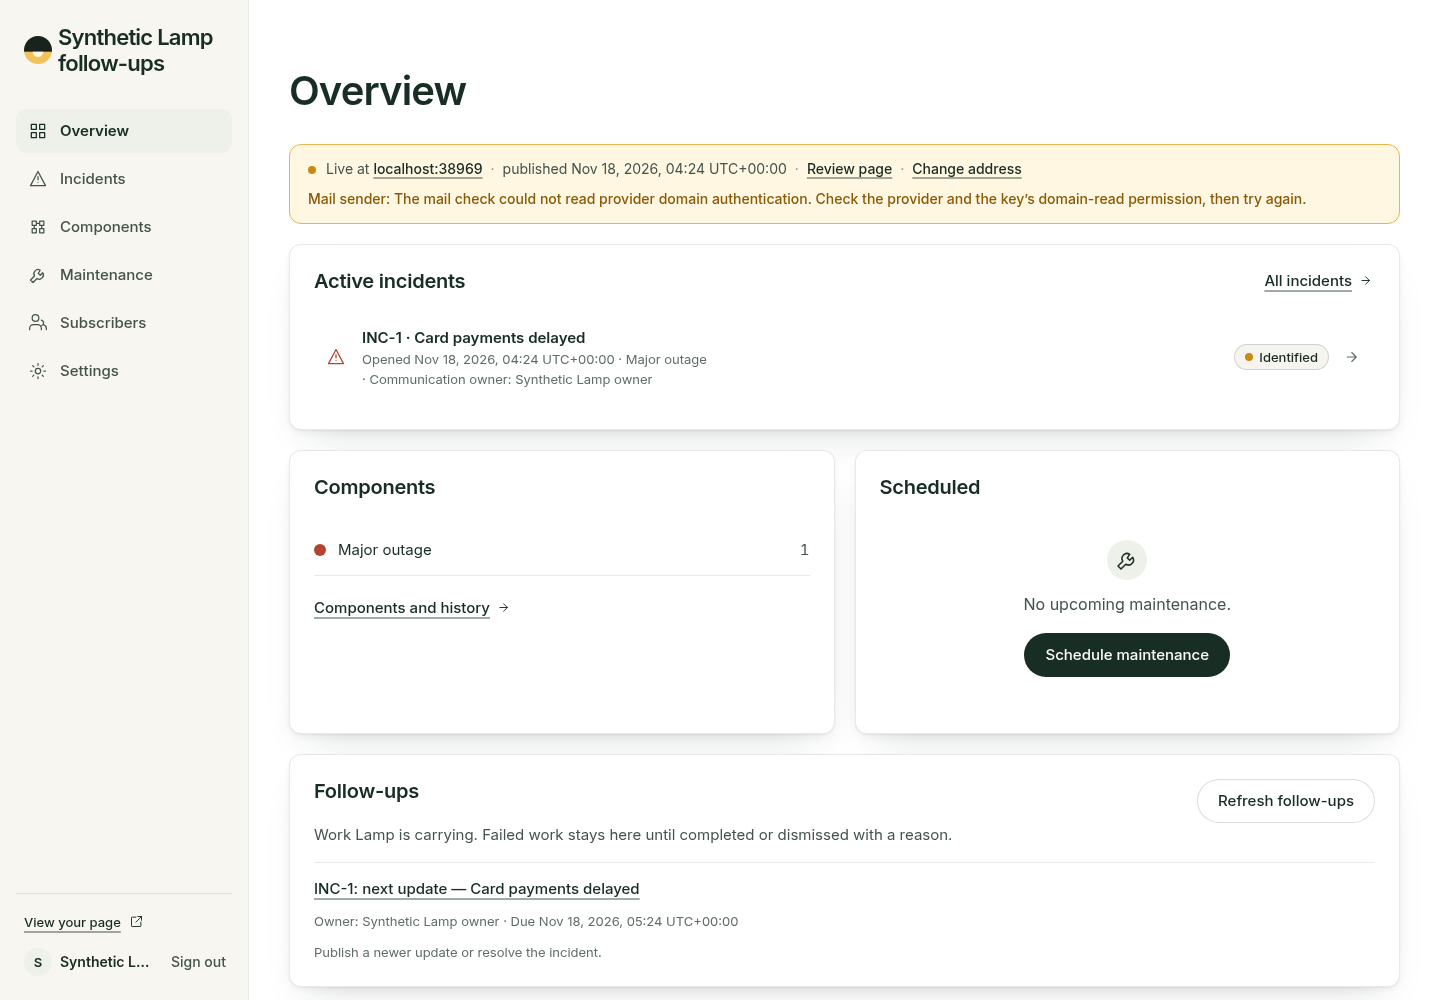 Synthetic Lamp
follow-ups
Overview
Incidents
Components
Maintenance
Subscribers
Settings
View your page
S Synthetic L... Sign out
Overview
Live at localhost:38969 · published Nov 18, 2026, 04:24 UTC+00:00 · Review page · Change address
Mail sender: The mail check could not read provider domain authentication. Check the provider and the key’s domain-read permission, then try again.
Active incidents
All incidents →
INC-1 · Card payments delayed
Opened Nov 18, 2026, 04:24 UTC+00:00 · Major outage
· Communication owner: Synthetic Lamp owner
Identified →
Components
Major outage 1
Components and history →
Scheduled
No upcoming maintenance.
Schedule maintenance
Follow-ups
Refresh follow-ups
Work Lamp is carrying. Failed work stays here until completed or dismissed with a reason.
INC-1: next update — Card payments delayed
Owner: Synthetic Lamp owner · Due Nov 18, 2026, 05:24 UTC+00:00
Publish a newer update or resolve the incident.